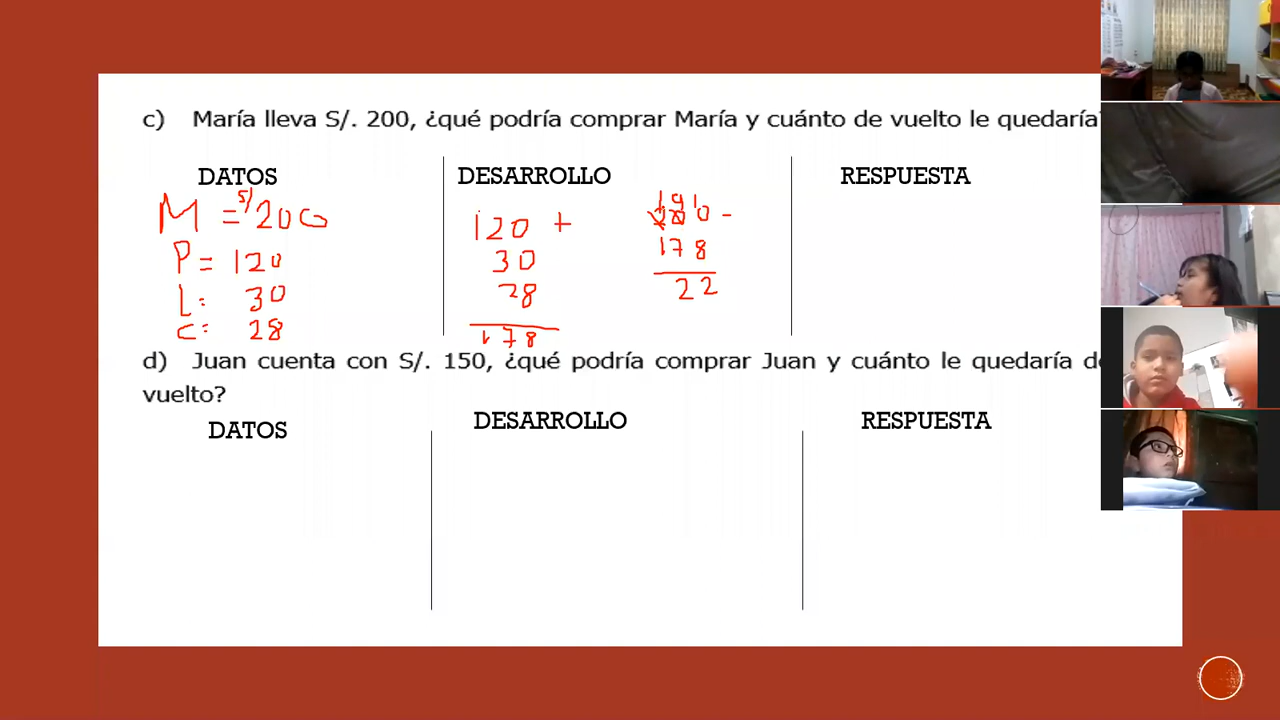 c) María lleva S/. 200, ¿qué podría comprar María y cuánto de vuelto le quedaría?
DATOS
M = S/ 200
P = 120
L = 30
C = 28
DESARROLLO
120 +
30
28
178
19 1
200 -
178
22
RESPUESTA
d) Juan cuenta con S/. 150, ¿qué podría comprar Juan y cuánto le quedaría de
vuelto?
DATOS
DESARROLLO
RESPUESTA